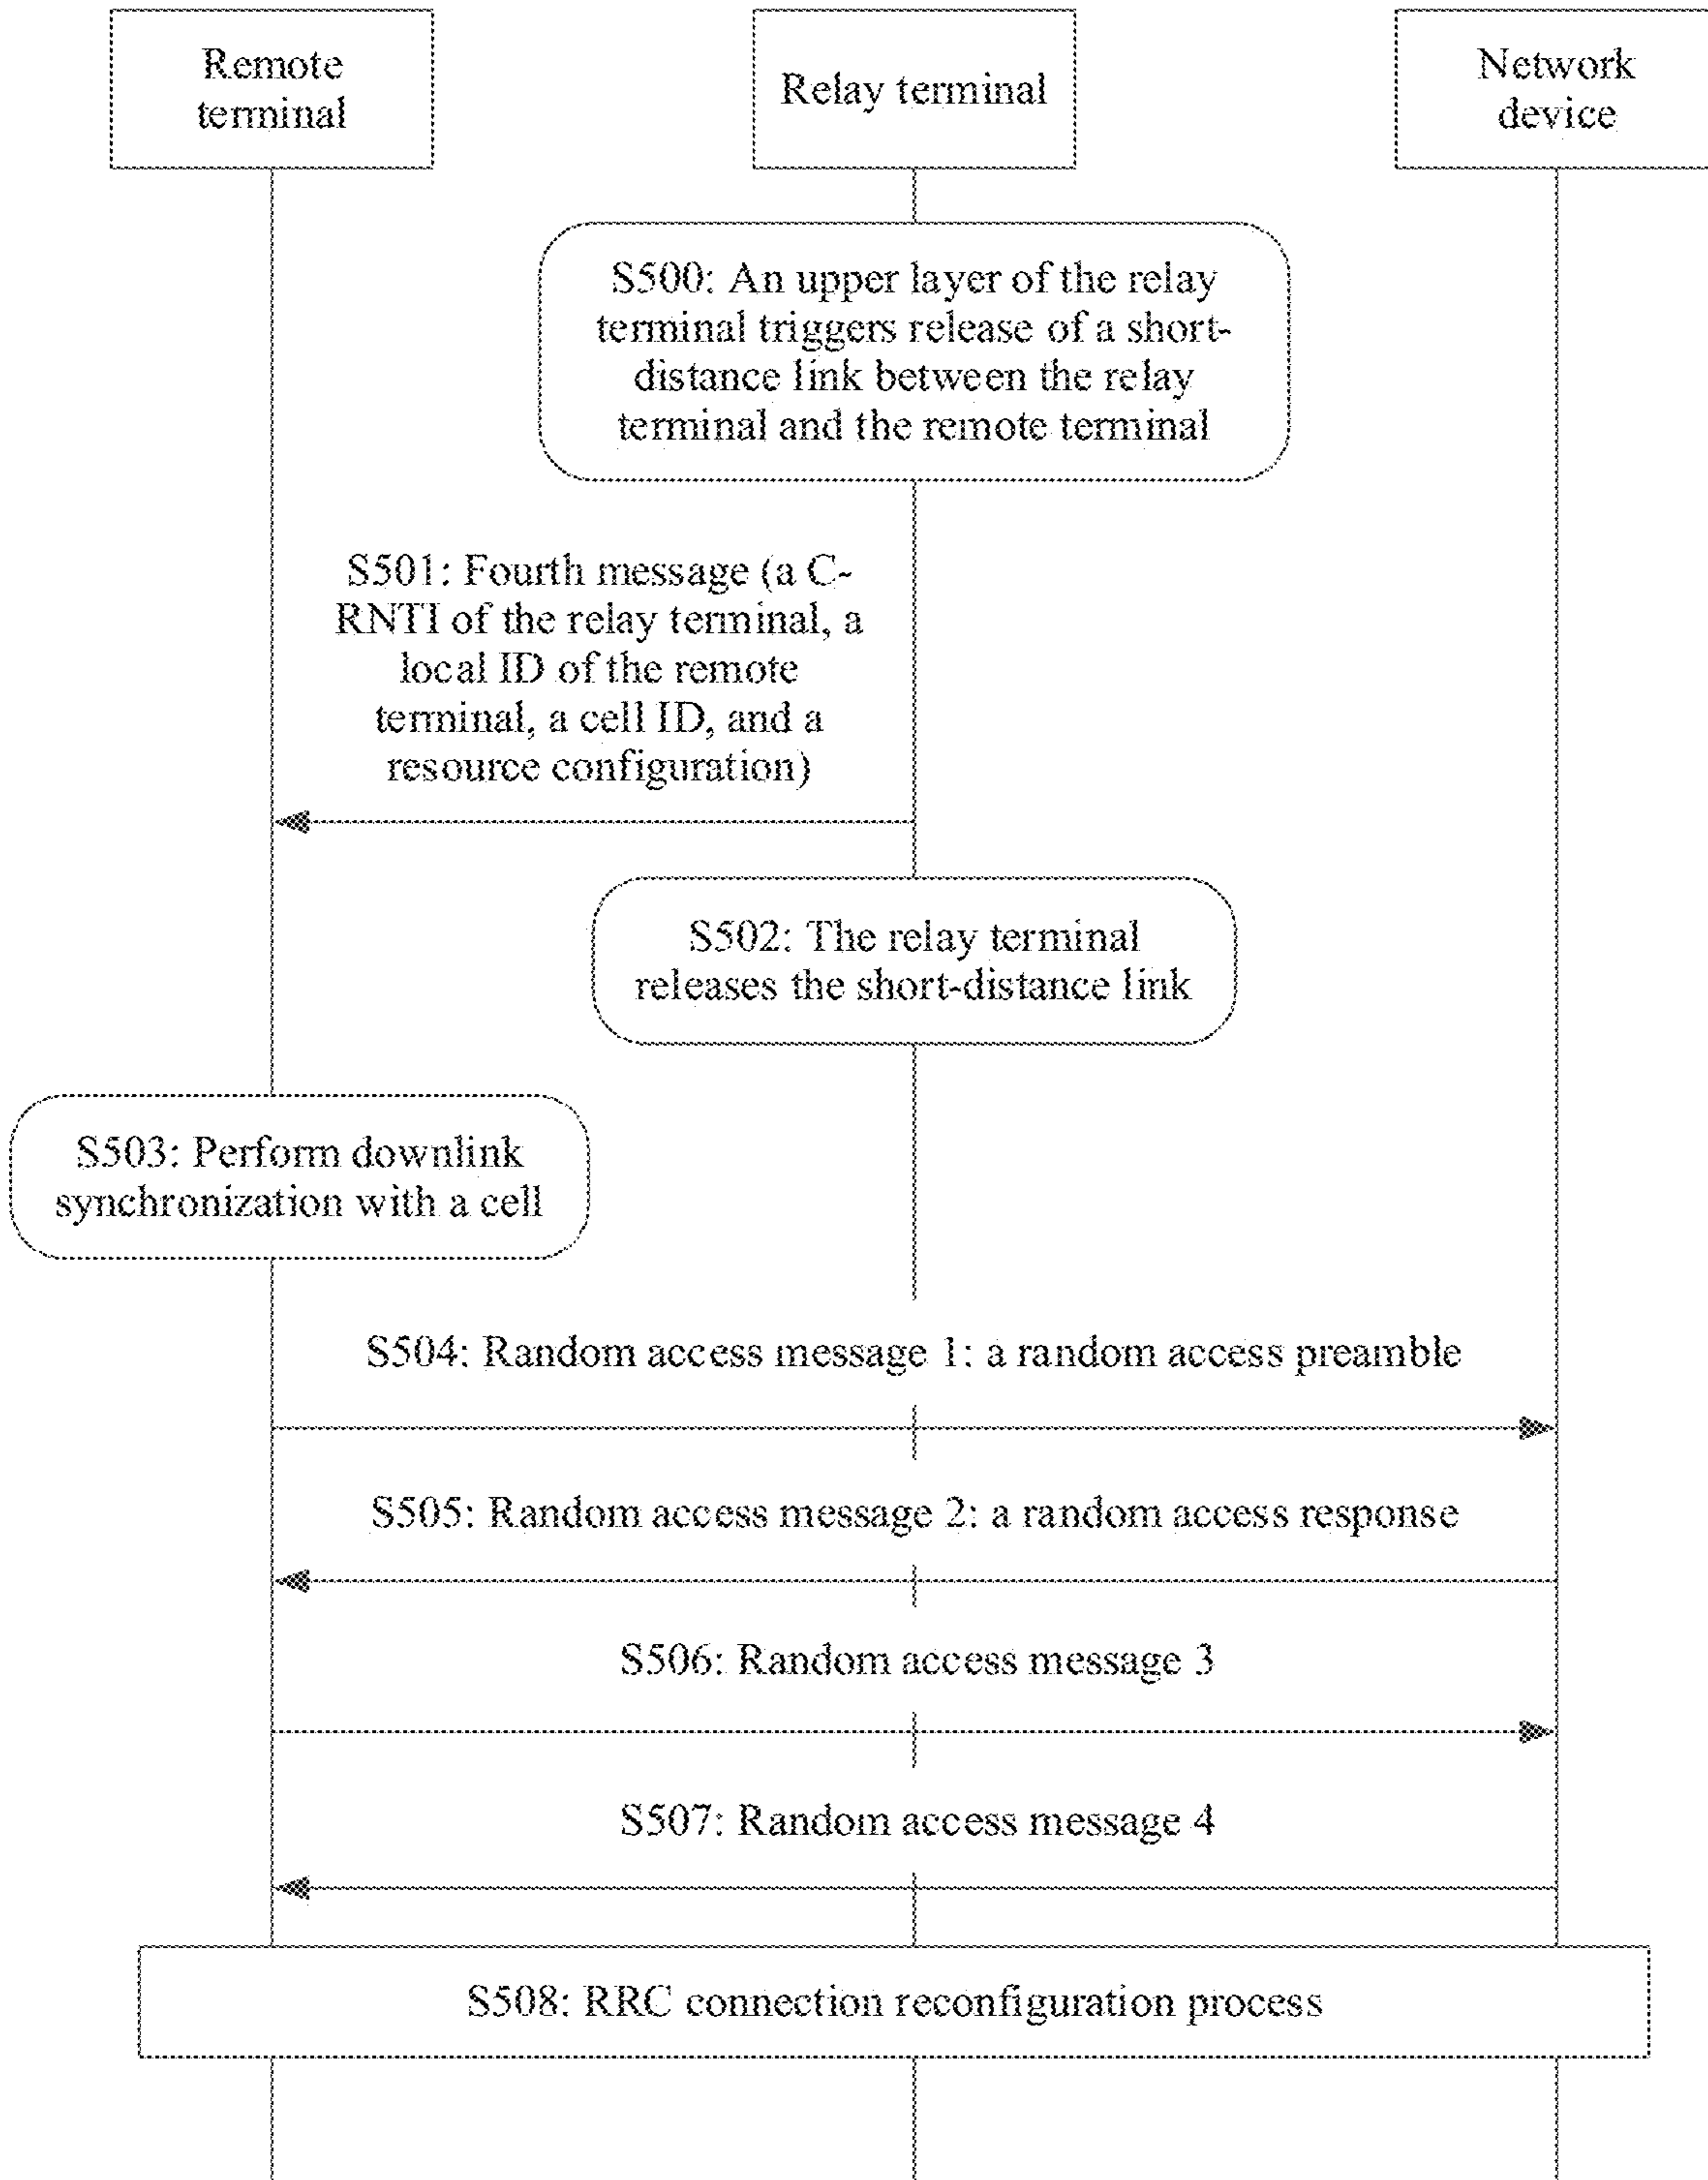 Remote
terminal
Relay terminal
Network
device
S500: An upper layer of the relay
terminal triggers release of a short-
distance link between the relay
terminal and the remote terminal
S501: Fourth message (a C-
RNTI of the relay terminal, a
local ID of the remote
terminal, a cell ID, and a
resource configuration)
S502: The relay terminal
releases the short-distance link
S503: Perform downlink
synchronization with a cell
S504: Random access message 1: a random access preamble
S505: Random access message 2: a random access response
S506: Random access message 3
S507: Random access message 4
S508: RRC connection reconfiguration process